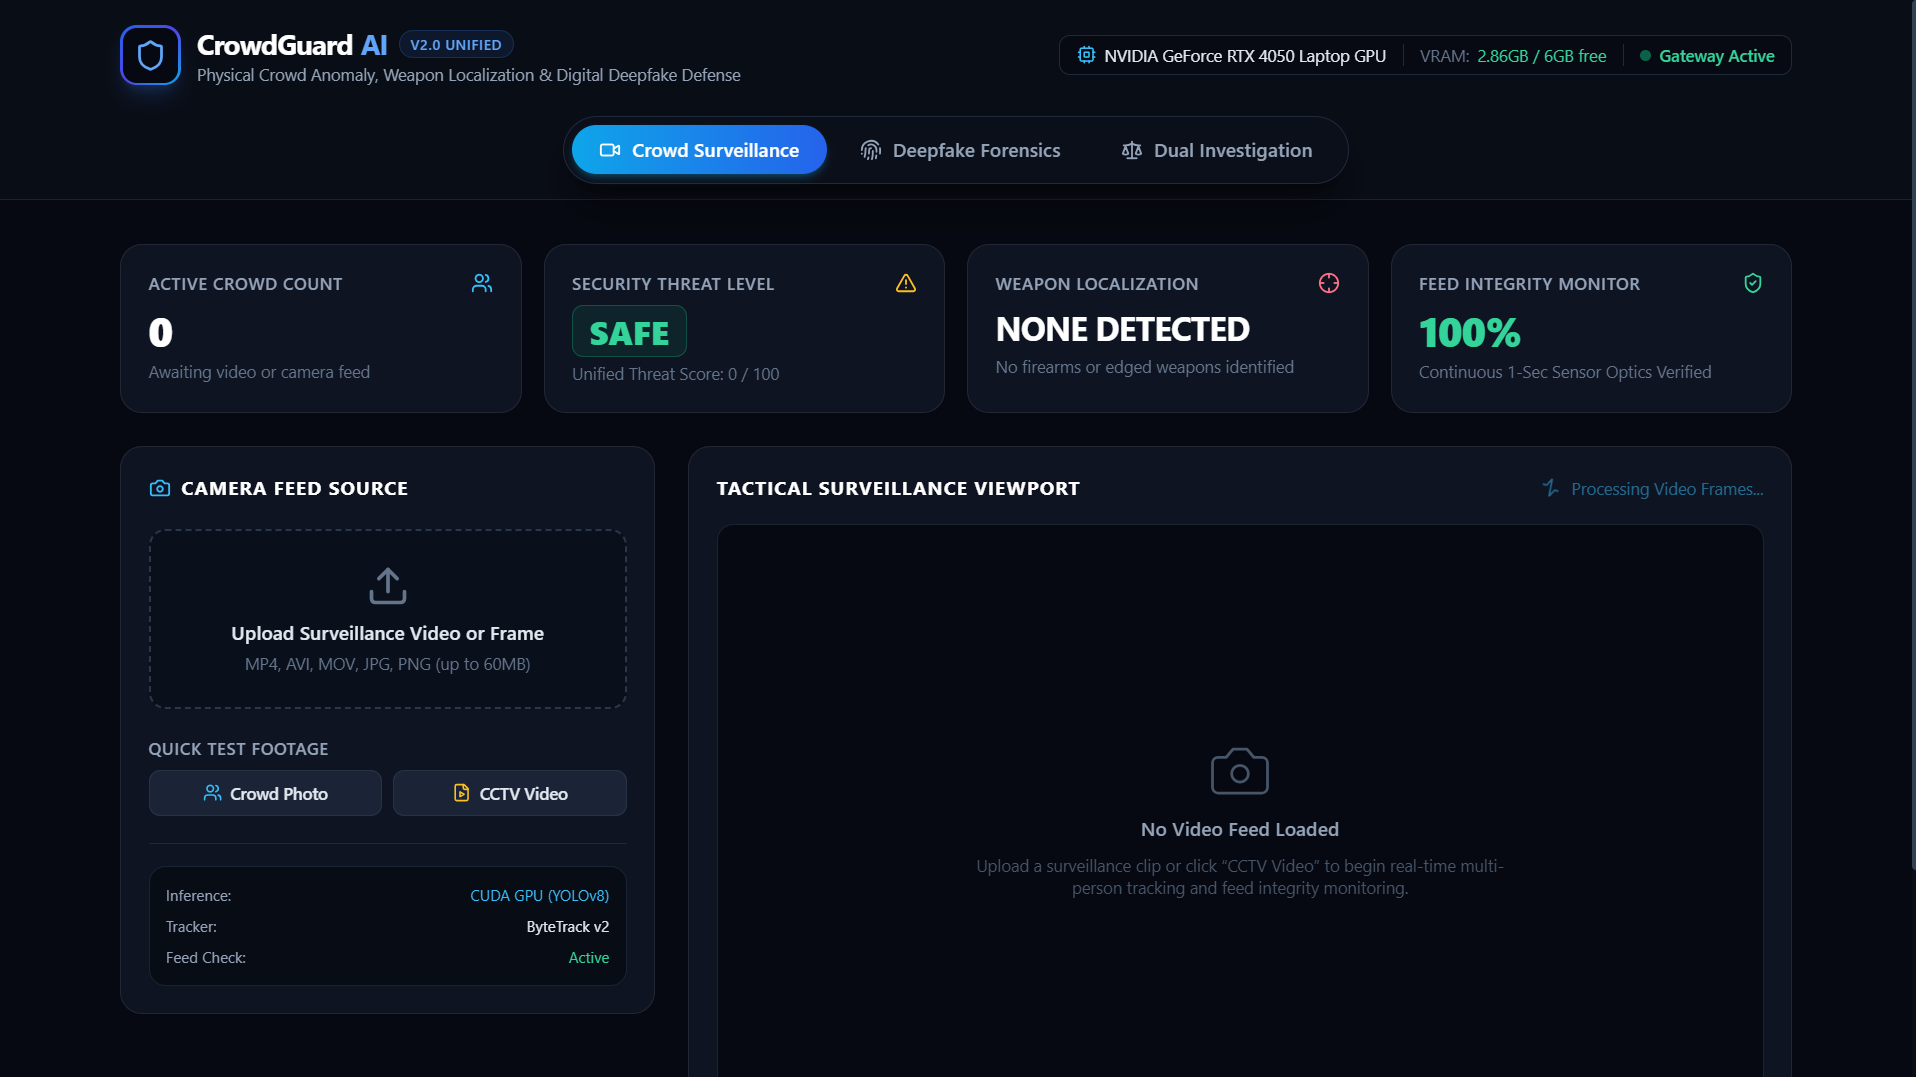 CrowdGuard AI
V2.0 UNIFIED
Physical Crowd Anomaly, Weapon Localization & Digital Deepfake Defense
NVIDIA GeForce RTX 4050 Laptop GPU
VRAM: 2.86GB / 6GB free
Gateway Active
Crowd Surveillance
Deepfake Forensics
Dual Investigation
ACTIVE CROWD COUNT
0
Awaiting video or camera feed
SECURITY THREAT LEVEL
SAFE
Unified Threat Score: 0 / 100
WEAPON LOCALIZATION
NONE DETECTED
No firearms or edged weapons identified
FEED INTEGRITY MONITOR
100%
Continuous 1-Sec Sensor Optics Verified
CAMERA FEED SOURCE
Upload Surveillance Video or Frame
MP4, AVI, MOV, JPG, PNG (up to 60MB)
QUICK TEST FOOTAGE
Crowd Photo
CCTV Video
Inference: CUDA GPU (YOLOv8)
Tracker: ByteTrack v2
Feed Check: Active
TACTICAL SURVEILLANCE VIEWPORT
Processing Video Frames...
No Video Feed Loaded
Upload a surveillance clip or click “CCTV Video” to begin real-time multi-
person tracking and feed integrity monitoring.